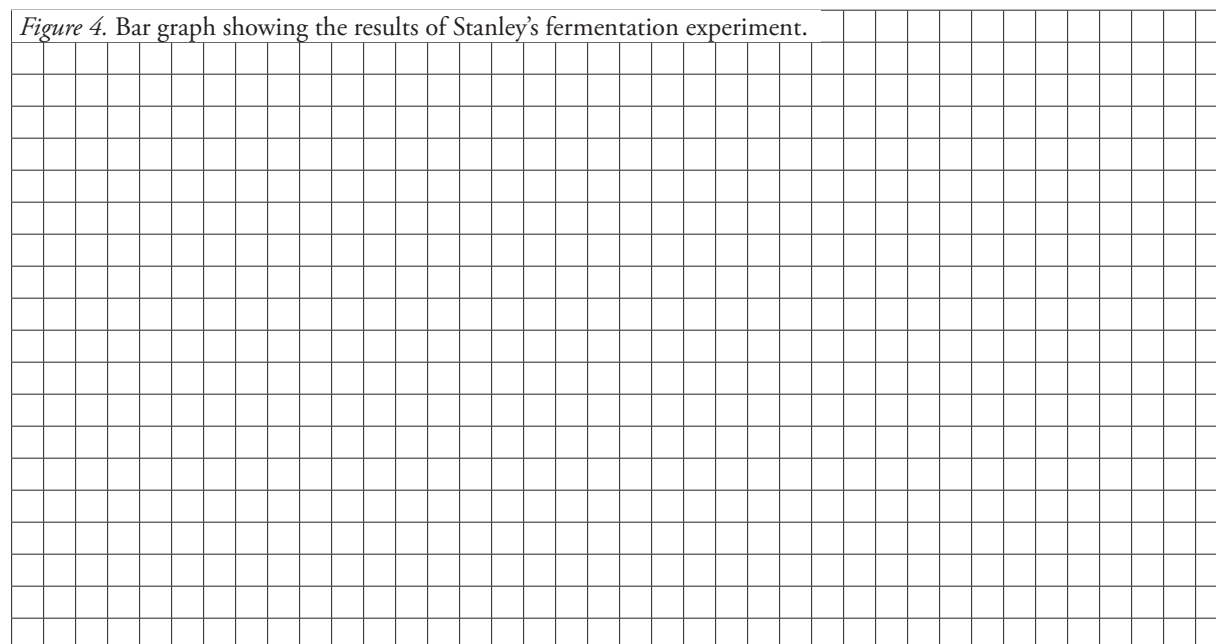 Figure 4. Bar graph showing the results of Stanley’s fermentation experiment.